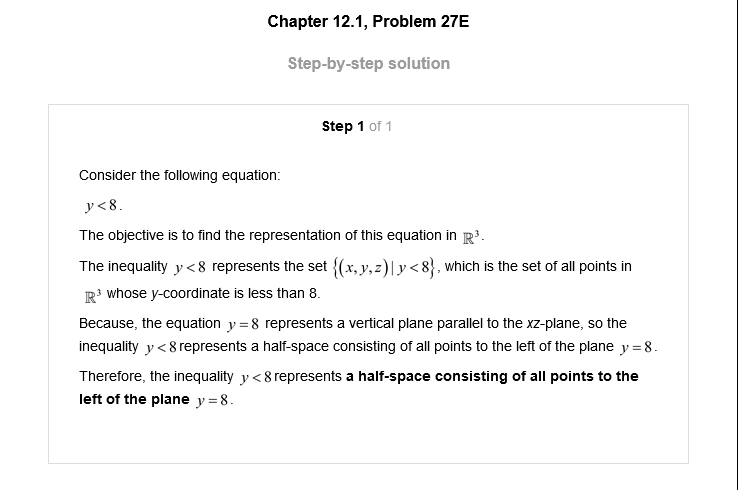 Chapter 12.1, Problem 27E
Step-by-step solution
Step 1 of 1
Consider the following equation:
y < 8.
The objective is to find the representation of this equation in ℝ³.
The inequality y < 8 represents the set {(x, y, z) | y < 8}, which is the set of all points in
ℝ³ whose y-coordinate is less than 8.
Because, the equation y = 8 represents a vertical plane parallel to the xz-plane, so the
inequality y < 8 represents a half-space consisting of all points to the left of the plane y = 8.
Therefore, the inequality y < 8 represents a half-space consisting of all points to the
left of the plane y = 8.